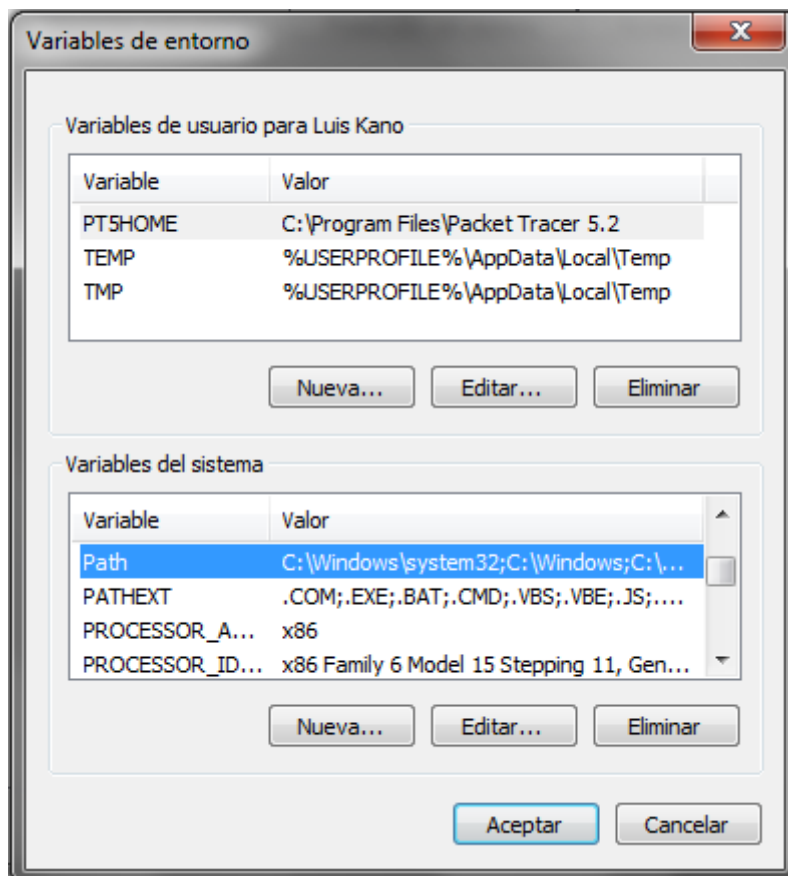 Variables de entorno
Variables de usuario para Luis Kano
Variable Valor
PT5HOME C:\Program Files\Packet Tracer 5.2
TEMP %USERPROFILE%\AppData\Local\Temp
TMP %USERPROFILE%\AppData\Local\Temp
Nueva... Editar... Eliminar
Variables del sistema
Variable Valor
Path C:\Windows\system32;C:\Windows;C:\...
PATHEXT .COM;.EXE;.BAT;.CMD;.VBS;.VBE;.JS;....
PROCESSOR_A... x86
PROCESSOR_ID... x86 Family 6 Model 15 Stepping 11, Gen...
Nueva... Editar... Eliminar
Aceptar Cancelar